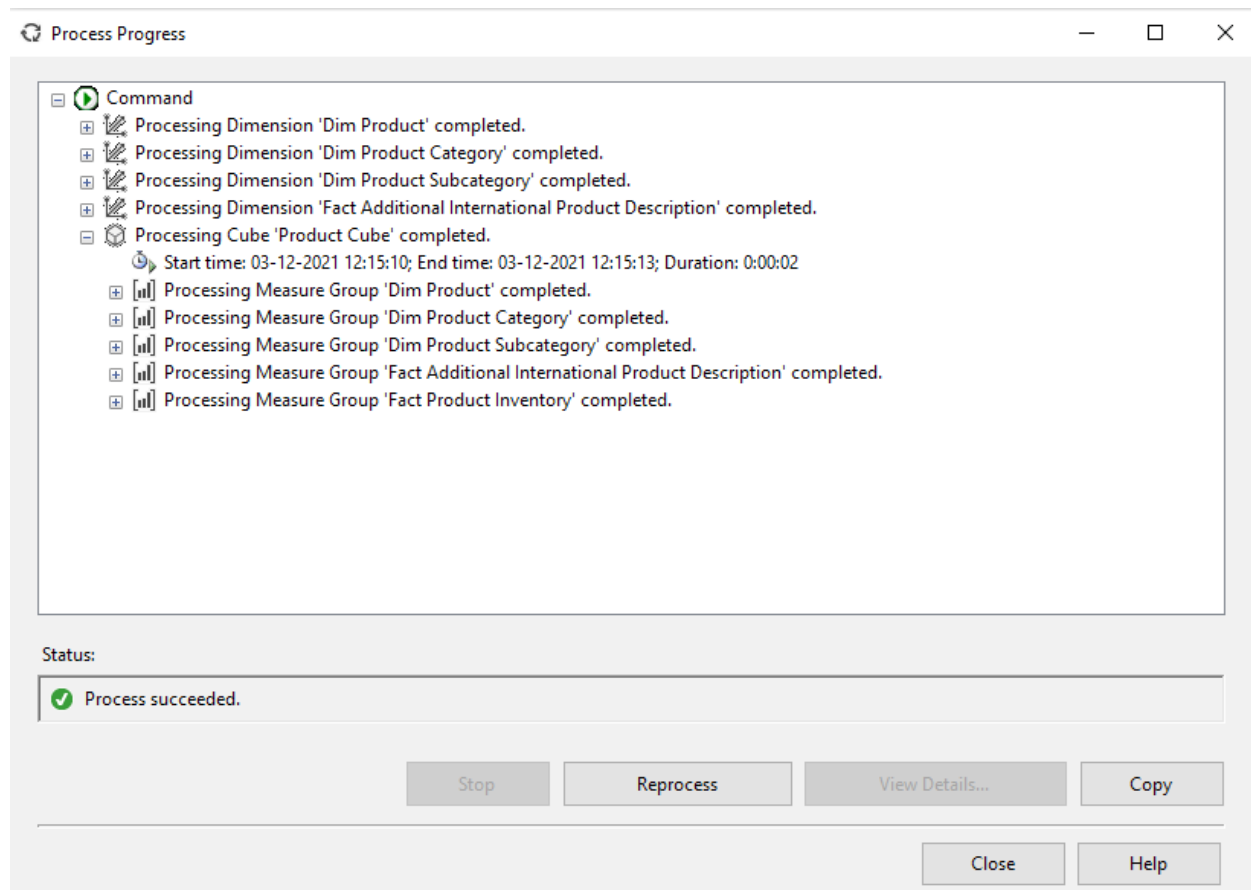 Process Progress
Command
Processing Dimension 'Dim Product' completed.
Processing Dimension 'Dim Product Category' completed.
Processing Dimension 'Dim Product Subcategory' completed.
Processing Dimension 'Fact Additional International Product Description' completed.
Processing Cube 'Product Cube' completed.
Start time: 03-12-2021 12:15:10; End time: 03-12-2021 12:15:13; Duration: 0:00:02
Processing Measure Group 'Dim Product' completed.
Processing Measure Group 'Dim Product Category' completed.
Processing Measure Group 'Dim Product Subcategory' completed.
Processing Measure Group 'Fact Additional International Product Description' completed.
Processing Measure Group 'Fact Product Inventory' completed.
Status:
Process succeeded.
Stop Reprocess View Details... Copy
Close Help